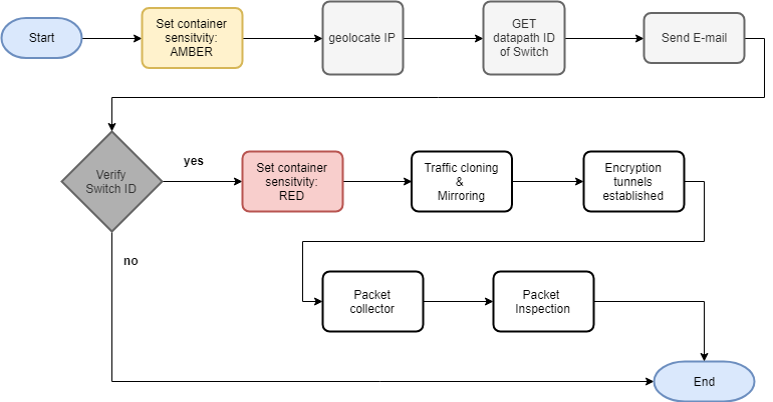 Start
Set container
sensitvity:
AMBER
geolocate IP
GET
datapath ID
of Switch
Send E-mail
Verify
Switch ID
yes
Set container
sensitvity:
RED
Traffic cloning
&
Mirroring
Encryption
tunnels
established
no
Packet
collector
Packet
Inspection
End